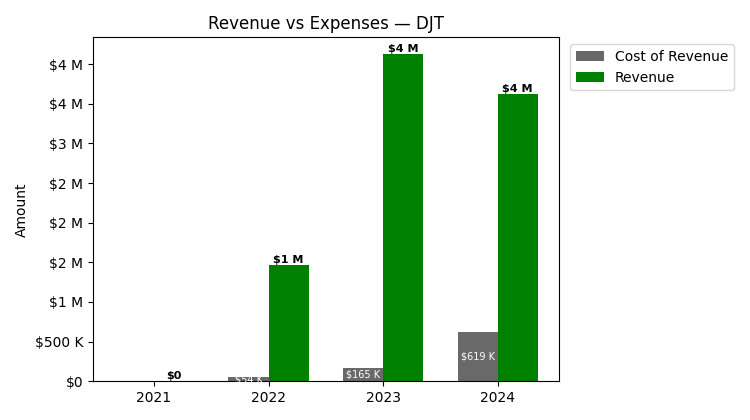 Revenue vs Expenses — DJT
Cost of Revenue
Revenue
Amount
$4 M
$4 M
$3 M
$2 M
$2 M
$2 M
$1 M
$500 K
$0
$0
$54 K
$1 M
$165 K
$4 M
$619 K
$4 M
2021
2022
2023
2024